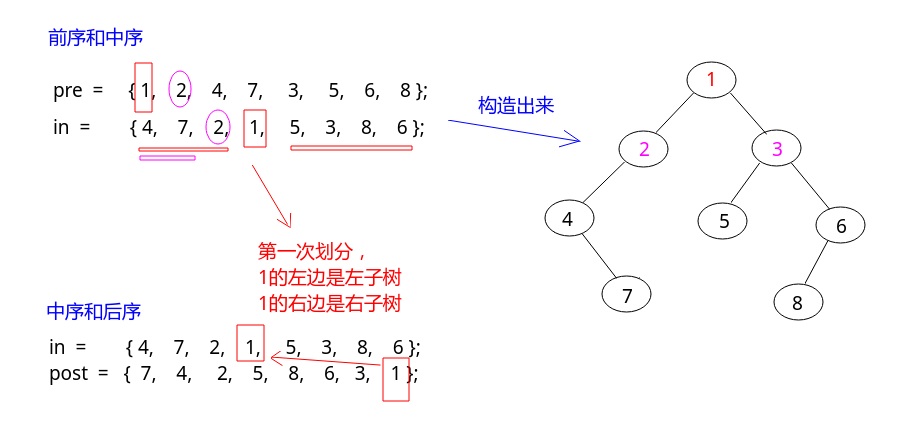 前序和中序
pre = { 1, 2, 4, 7, 3, 5, 6, 8 };
in = { 4, 7, 2, 1, 5, 3, 8, 6 };
构造出来
第一次划分，
1的左边是左子树
1的右边是右子树
中序和后序
in = { 4, 7, 2, 1, 5, 3, 8, 6 };
post = { 7, 4, 2, 5, 8, 6, 3, 1 };
1
2 3
4 5 6
7 8